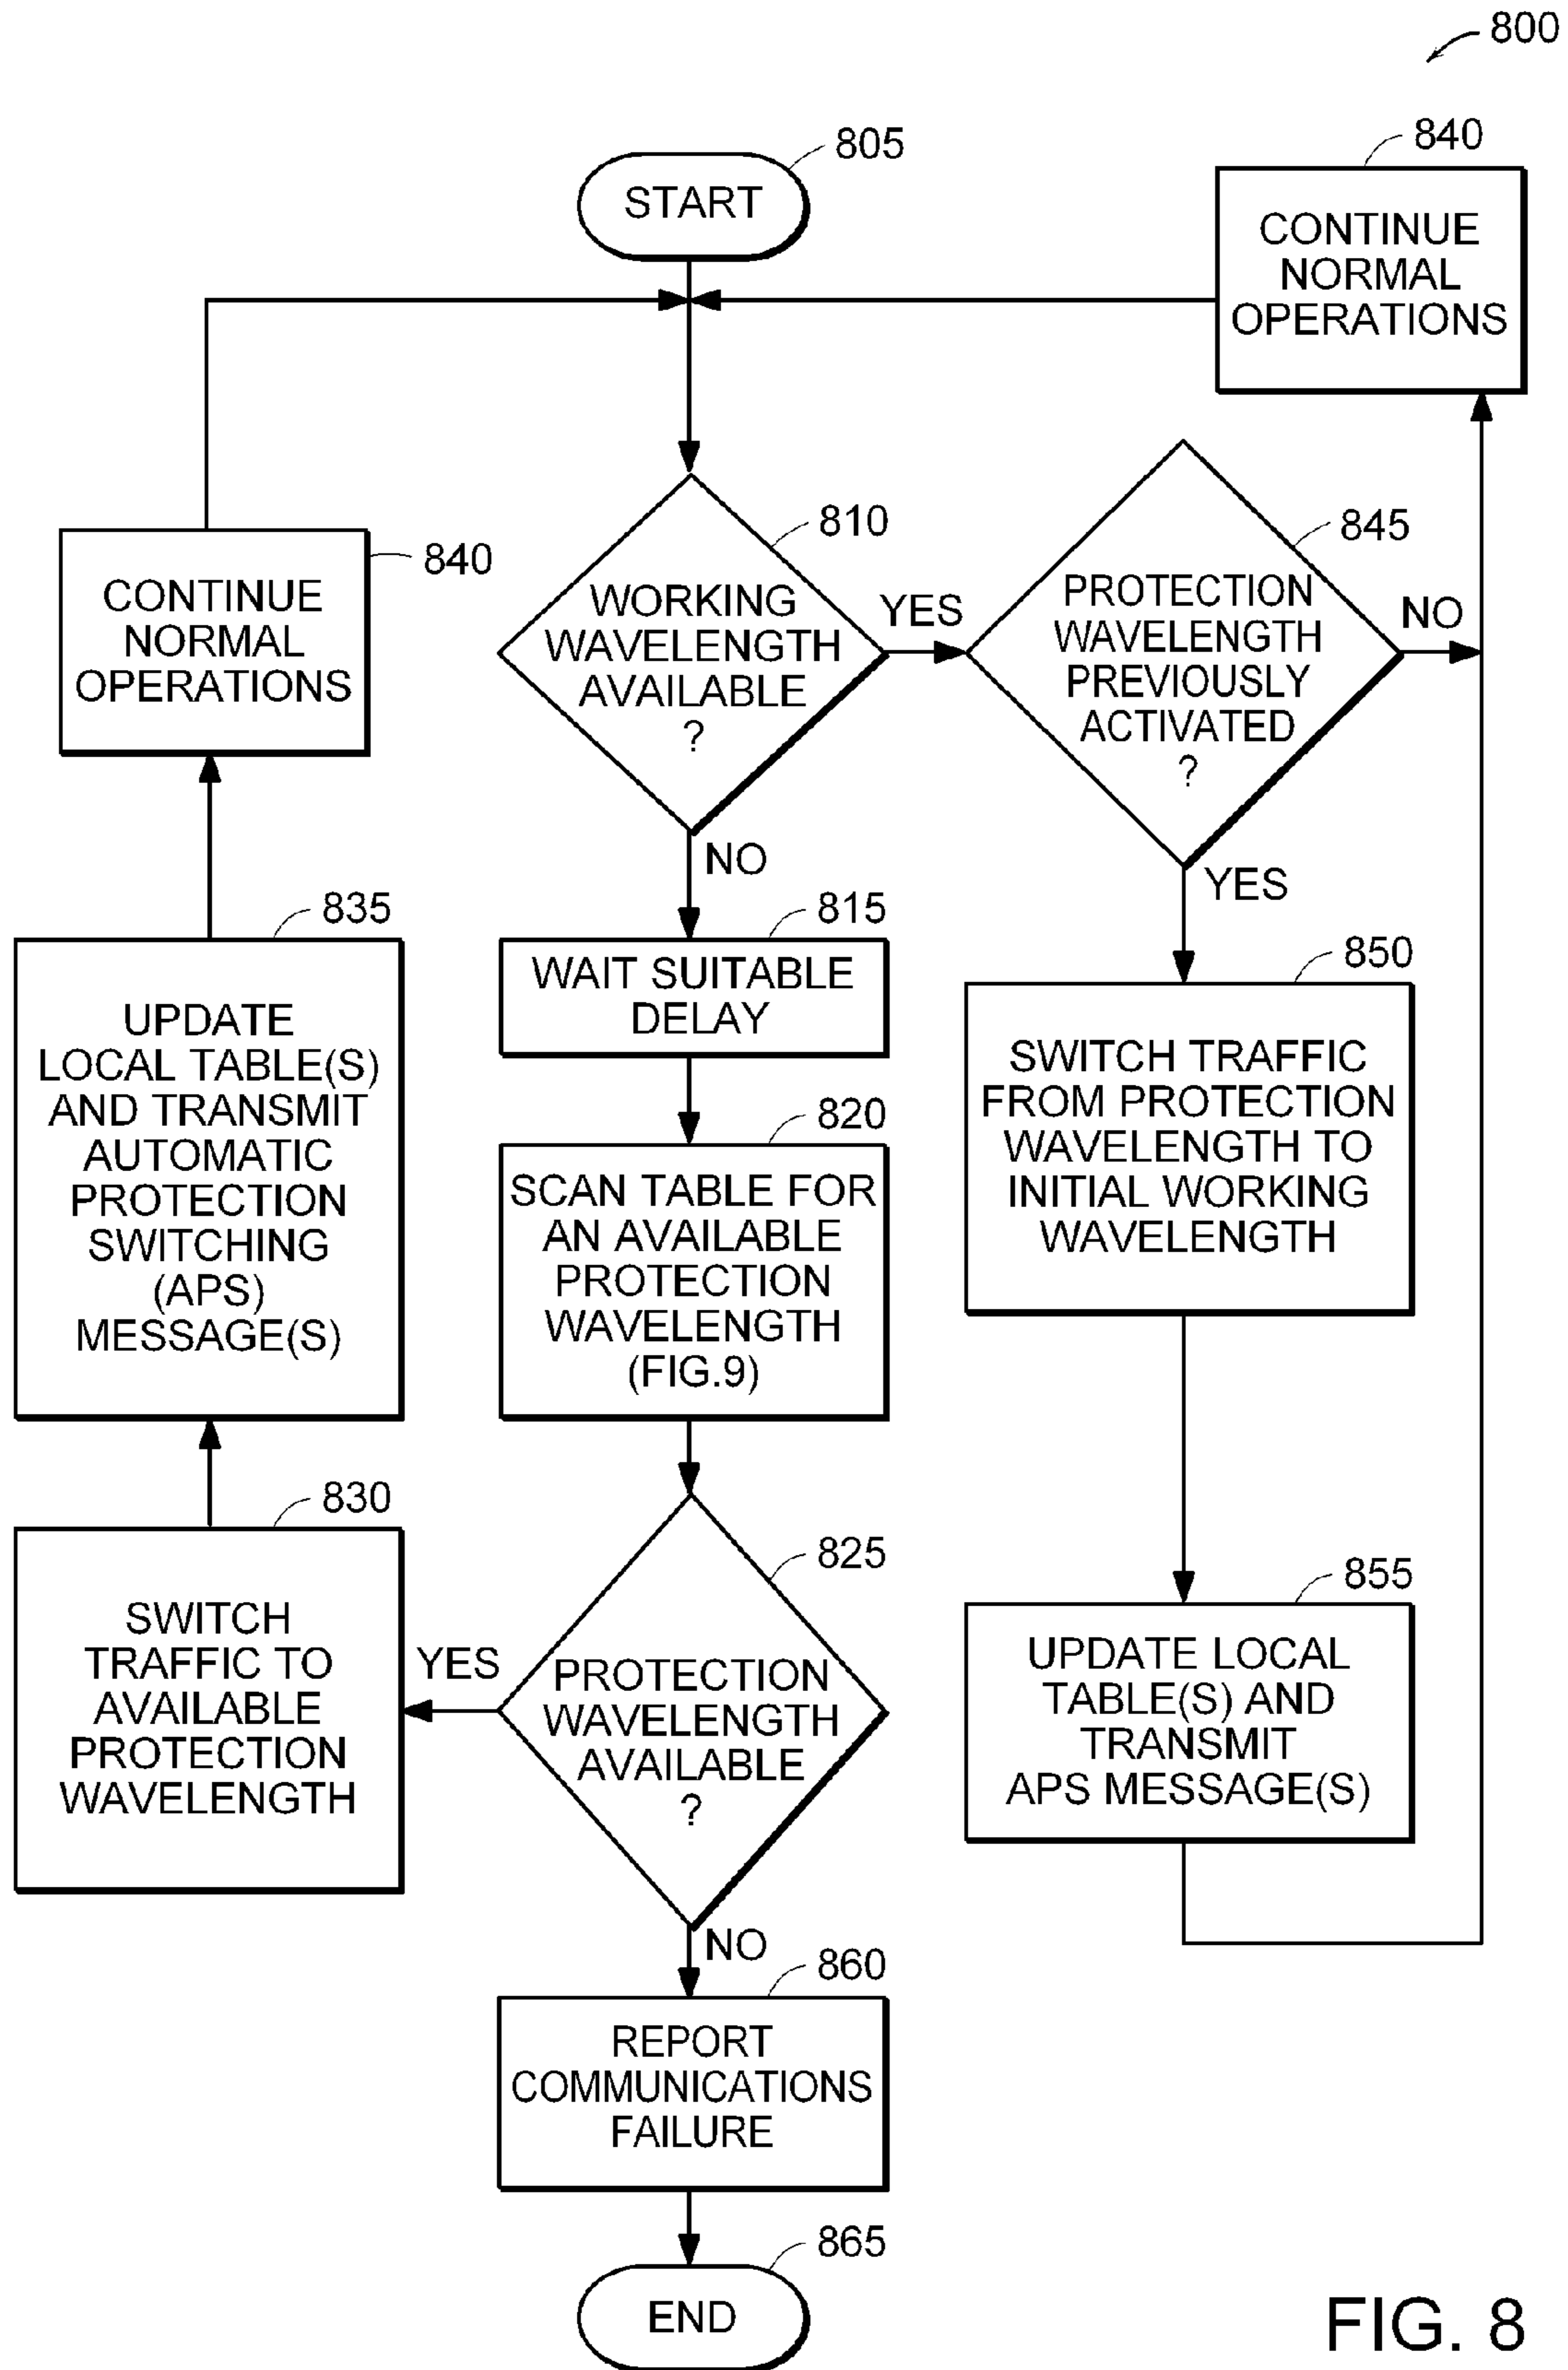 800
805
START
840
CONTINUE
NORMAL
OPERATIONS
810
WORKING
WAVELENGTH
AVAILABLE
?
YES
NO
845
PROTECTION
WAVELENGTH
PREVIOUSLY
ACTIVATED
?
NO
YES
840
CONTINUE
NORMAL
OPERATIONS
835
UPDATE
LOCAL TABLE(S)
AND TRANSMIT
AUTOMATIC
PROTECTION
SWITCHING
(APS)
MESSAGE(S)
815
WAIT SUITABLE
DELAY
820
SCAN TABLE FOR
AN AVAILABLE
PROTECTION
WAVELENGTH
(FIG.9)
850
SWITCH TRAFFIC
FROM PROTECTION
WAVELENGTH TO
INITIAL WORKING
WAVELENGTH
830
SWITCH
TRAFFIC TO
AVAILABLE
PROTECTION
WAVELENGTH
825
YES
PROTECTION
WAVELENGTH
AVAILABLE
?
NO
855
UPDATE LOCAL
TABLE(S) AND
TRANSMIT
APS MESSAGE(S)
860
REPORT
COMMUNICATIONS
FAILURE
865
END
FIG. 8